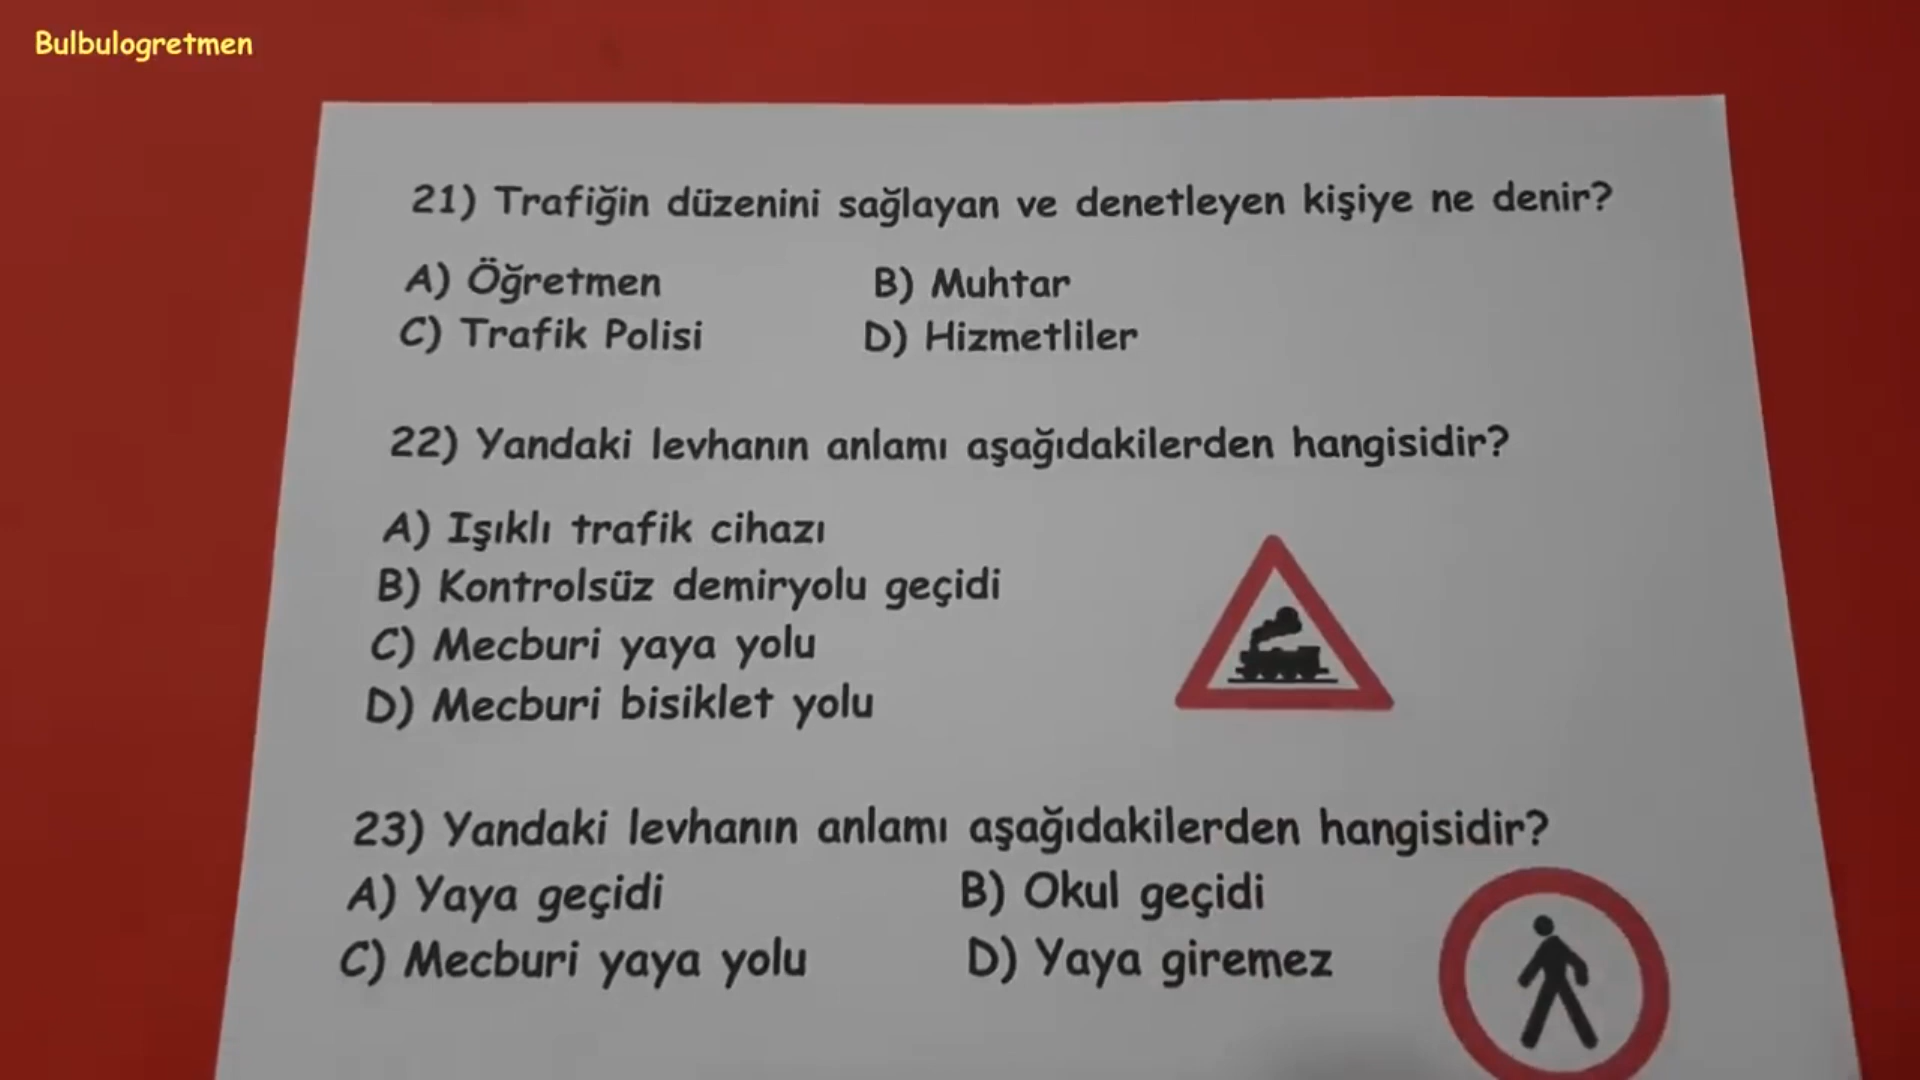 Bulbulogretmen
21) Trafiğin düzenini sağlayan ve denetleyen kişiye ne denir?
A) Öğretmen B) Muhtar
C) Trafik Polisi D) Hizmetliler
22) Yandaki levhanın anlamı aşağıdakilerden hangisidir?
A) Işıklı trafik cihazı
B) Kontrolsüz demiryolu geçidi
C) Mecburi yaya yolu
D) Mecburi bisiklet yolu
23) Yandaki levhanın anlamı aşağıdakilerden hangisidir?
A) Yaya geçidi B) Okul geçidi
C) Mecburi yaya yolu D) Yaya giremez